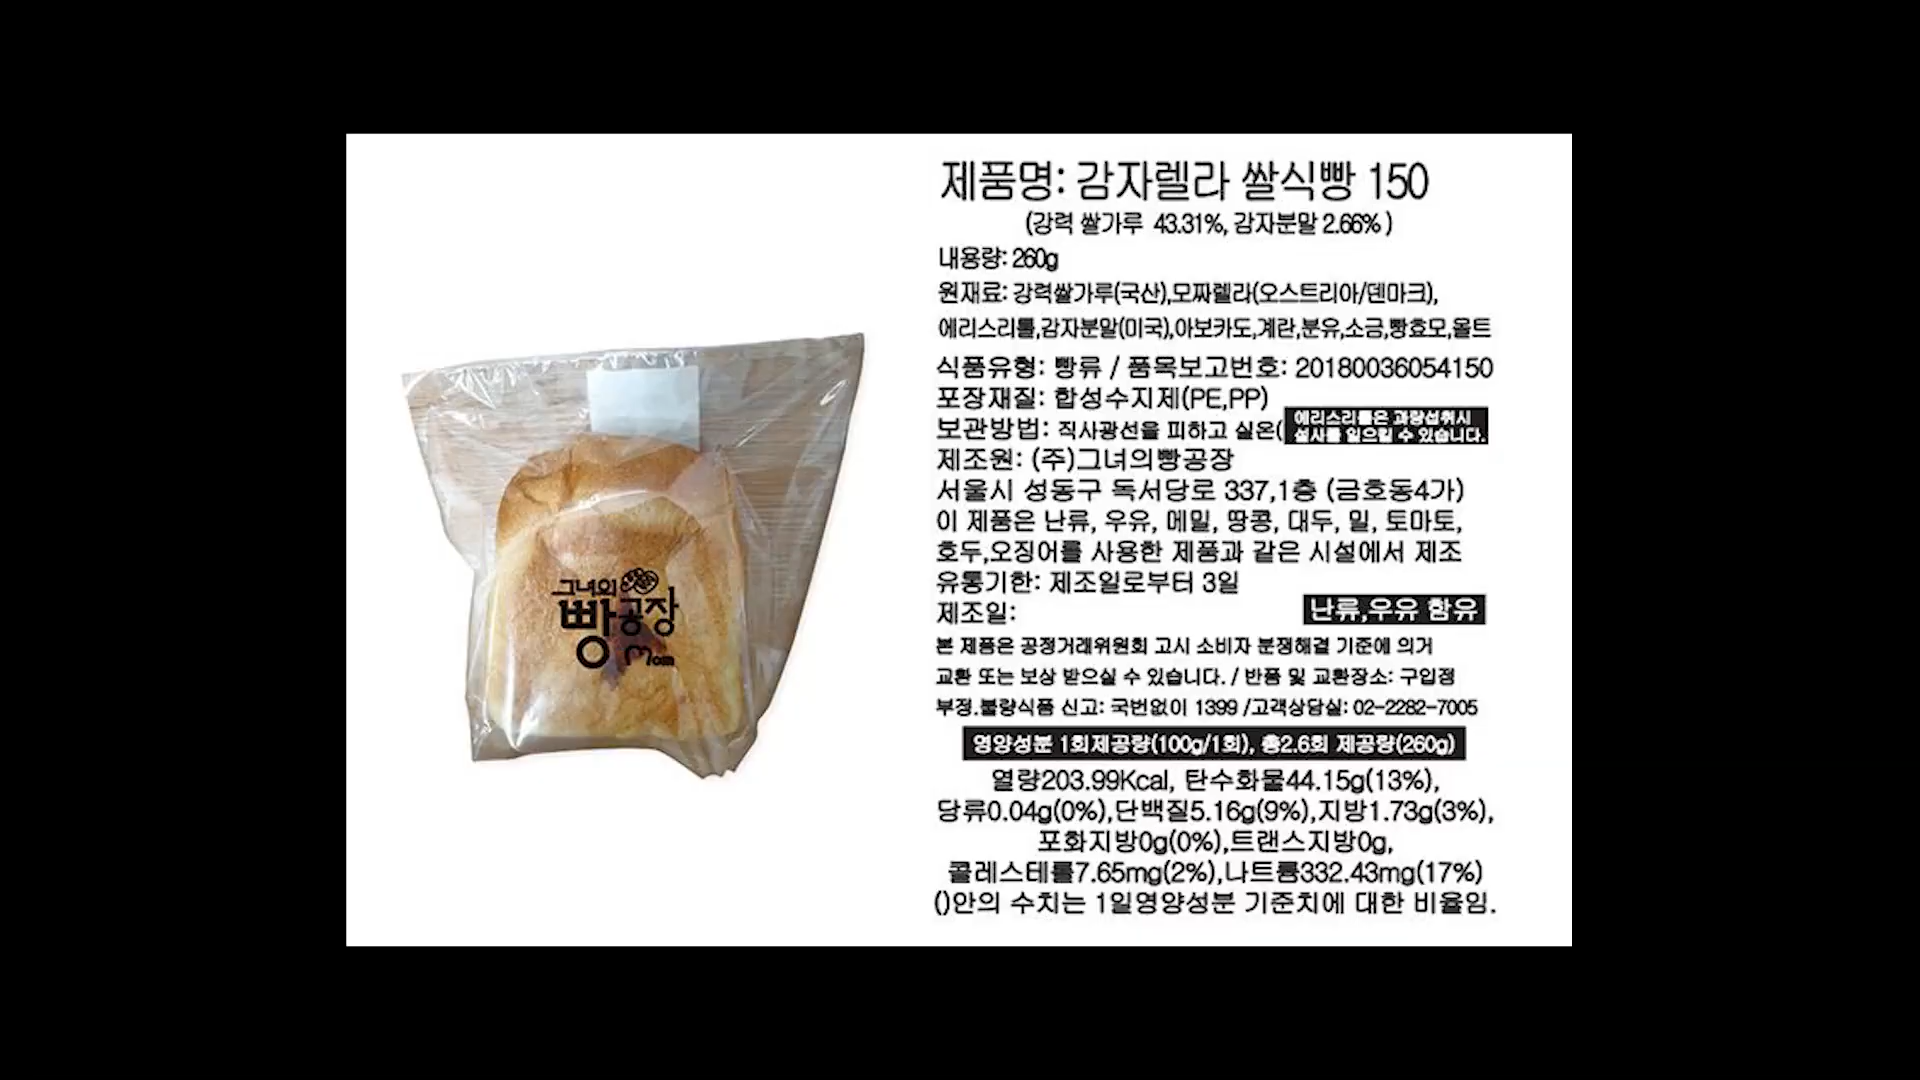 그녀의
빵공장
mom
제품명: 감자렐라 쌀식빵 150
(강력 쌀가루 43.31%, 감자분말 2.66% )
내용량: 260g
원재료: 강력쌀가루(국산),모짜렐라(오스트리아/덴마크),
에리스리톨,감자분말(미국),아보카도,계란,분유,소금,빵효모,몰트
식품유형: 빵류 / 품목보고번호: 20180036054150
포장재질: 합성수지제(PE,PP)
보관방법: 직사광선을 피하고 실온(
에리스리톨은 과량섭취시
설사를 일으킬 수 있습니다.
제조원: (주)그녀의빵공장
서울시 성동구 독서당로 337,1층 (금호동4가)
이 제품은 난류, 우유, 메밀, 땅콩, 대두, 밀, 토마토,
호두,오징어를 사용한 제품과 같은 시설에서 제조
유통기한: 제조일로부터 3일
제조일:
난류,우유 함유
본 제품은 공정거래위원회 고시 소비자 분쟁해결 기준에 의거
교환 또는 보상 받으실 수 있습니다. / 반품 및 교환장소: 구입점
부정.불량식품 신고: 국번없이 1399 /고객상담실: 02-2282-7005
영양성분 1회제공량(100g/1회), 총2.6회 제공량(260g)
열량203.99Kcal, 탄수화물44.15g(13%),
당류0.04g(0%),단백질5.16g(9%),지방1.73g(3%),
포화지방0g(0%),트랜스지방0g,
콜레스테롤7.65mg(2%),나트륨332.43mg(17%)
()안의 수치는 1일영양성분 기준치에 대한 비율임.